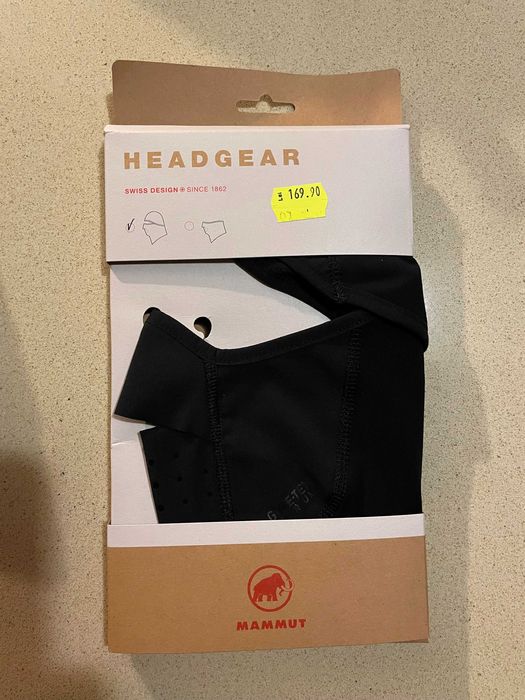 HEADGEAR
SWISS DESIGN SINCE 1862
169.90
MAMMUT